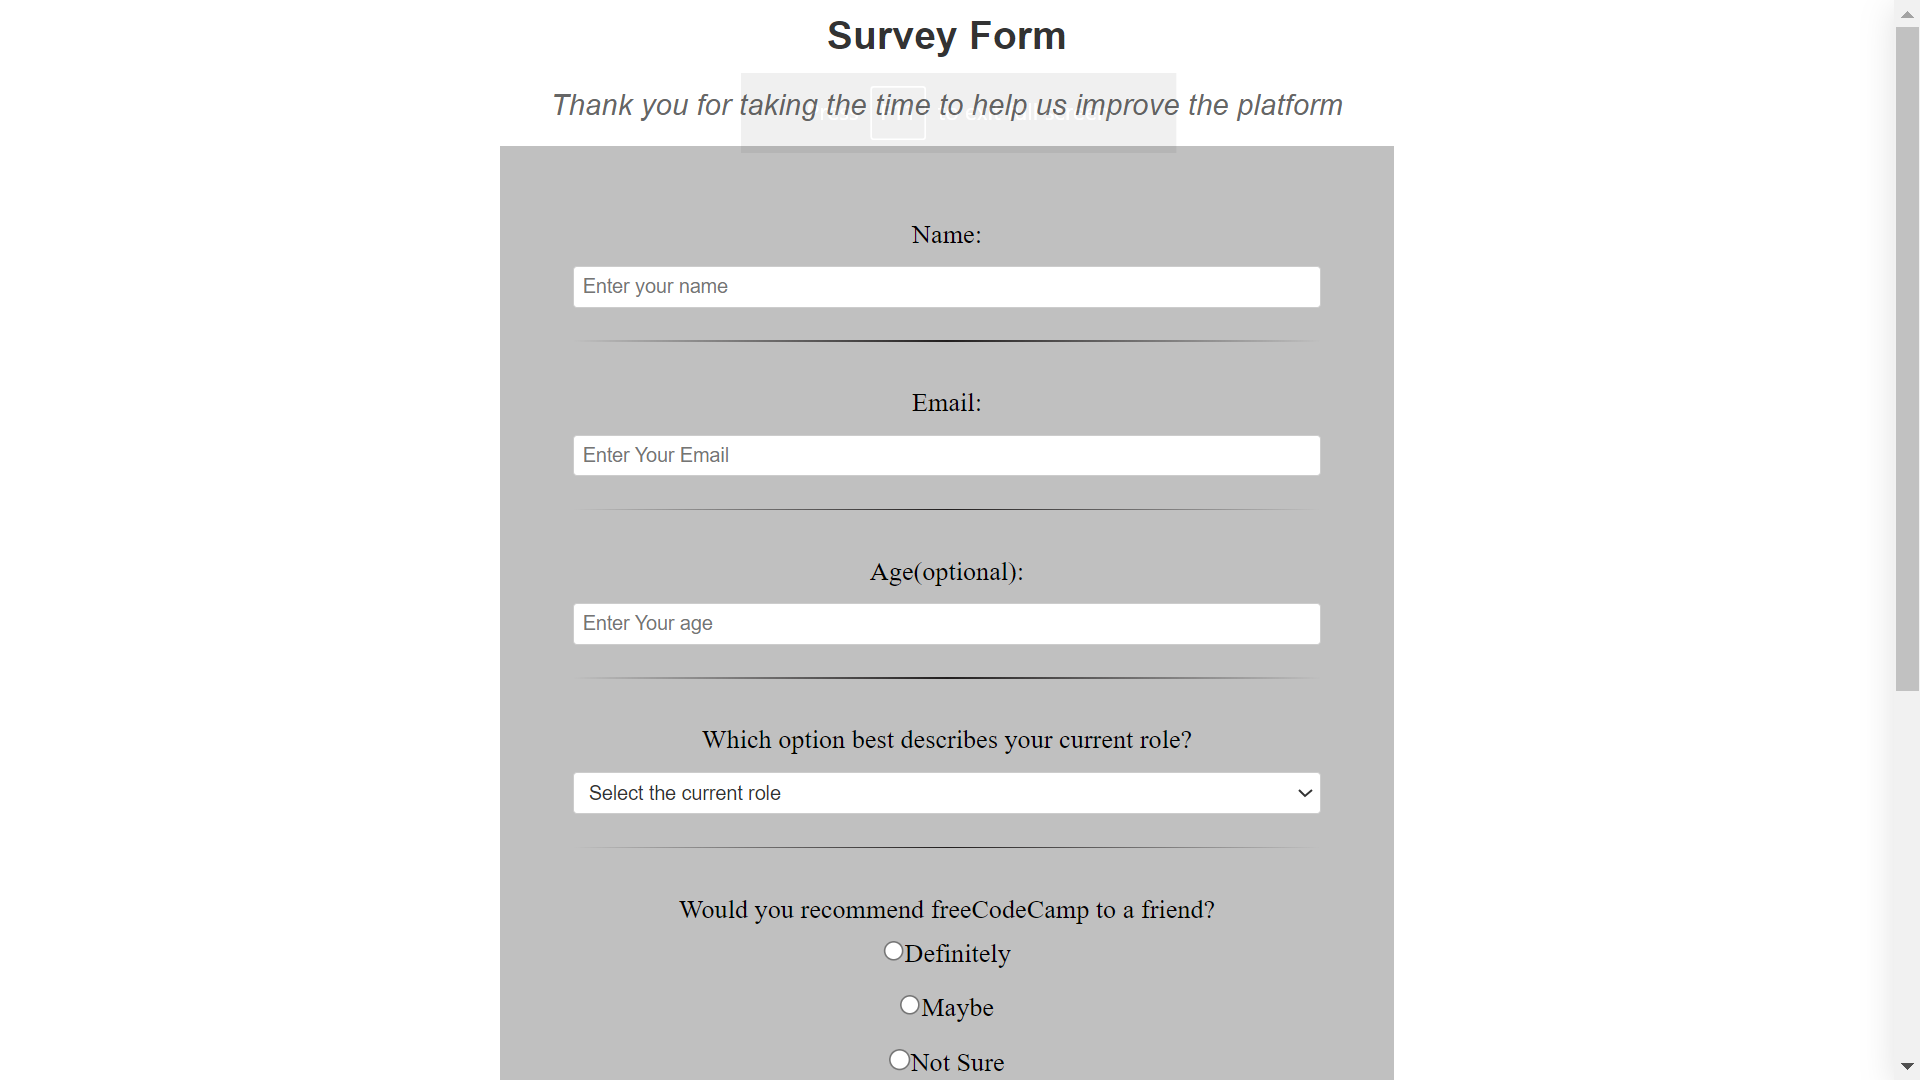 Survey Form
Thank you for taking the time to help us improve the platform
Name:
Enter your name
Email:
Enter Your Email
Age(optional):
Enter Your age
Which option best describes your current role?
Select the current role
Would you recommend freeCodeCamp to a friend?
Definitely
Maybe
Not Sure